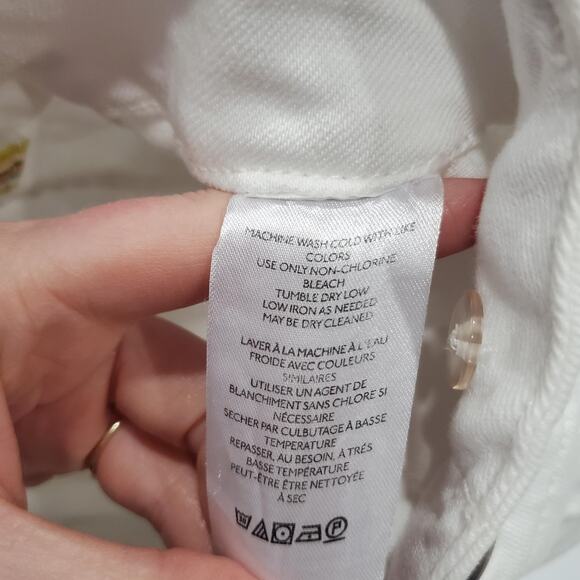 MACHINE WASH COLD WITH LIKE
COLORS
USE ONLY NON-CHLORINE
BLEACH
TUMBLE DRY LOW
LOW IRON AS NEEDED
MAY BE DRY CLEANED
LAVER À LA MACHINE À L'EAU
FROIDE AVEC COULEURS
SIMILAIRES
UTILISER UN AGENT DE
BLANCHIMENT SANS CHLORE SI
NÉCESSAIRE
SECHER PAR CULBUTAGE À BASSE
TEMPERATURE
REPASSER, AU BESOIN, À TRÈS
BASSE TEMPÉRATURE
PEUT-ÊTRE ÊTRE NETTOYÉE
À SEC